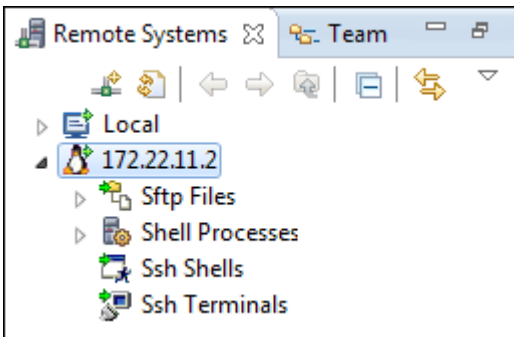 Remote Systems Team
Local
172.22.11.2
Sftp Files
Shell Processes
Ssh Shells
Ssh Terminals